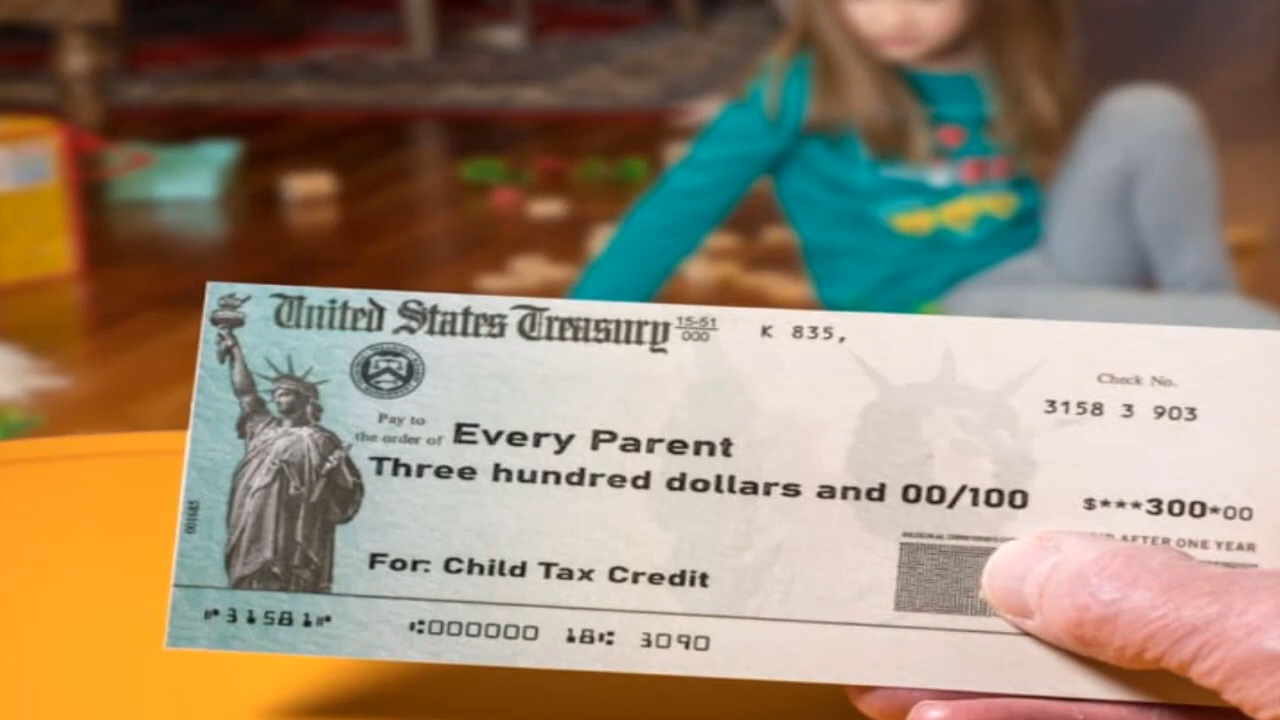 United States Treasury 15-51
000 K 835,
Check No.
3158 3 903
Pay to
the order of Every Parent
Three hundred dollars and 00/100 $***300*00
AFTER ONE YEAR
For: Child Tax Credit
⑈31581⑈ ⑆000000 18⑆ 3090